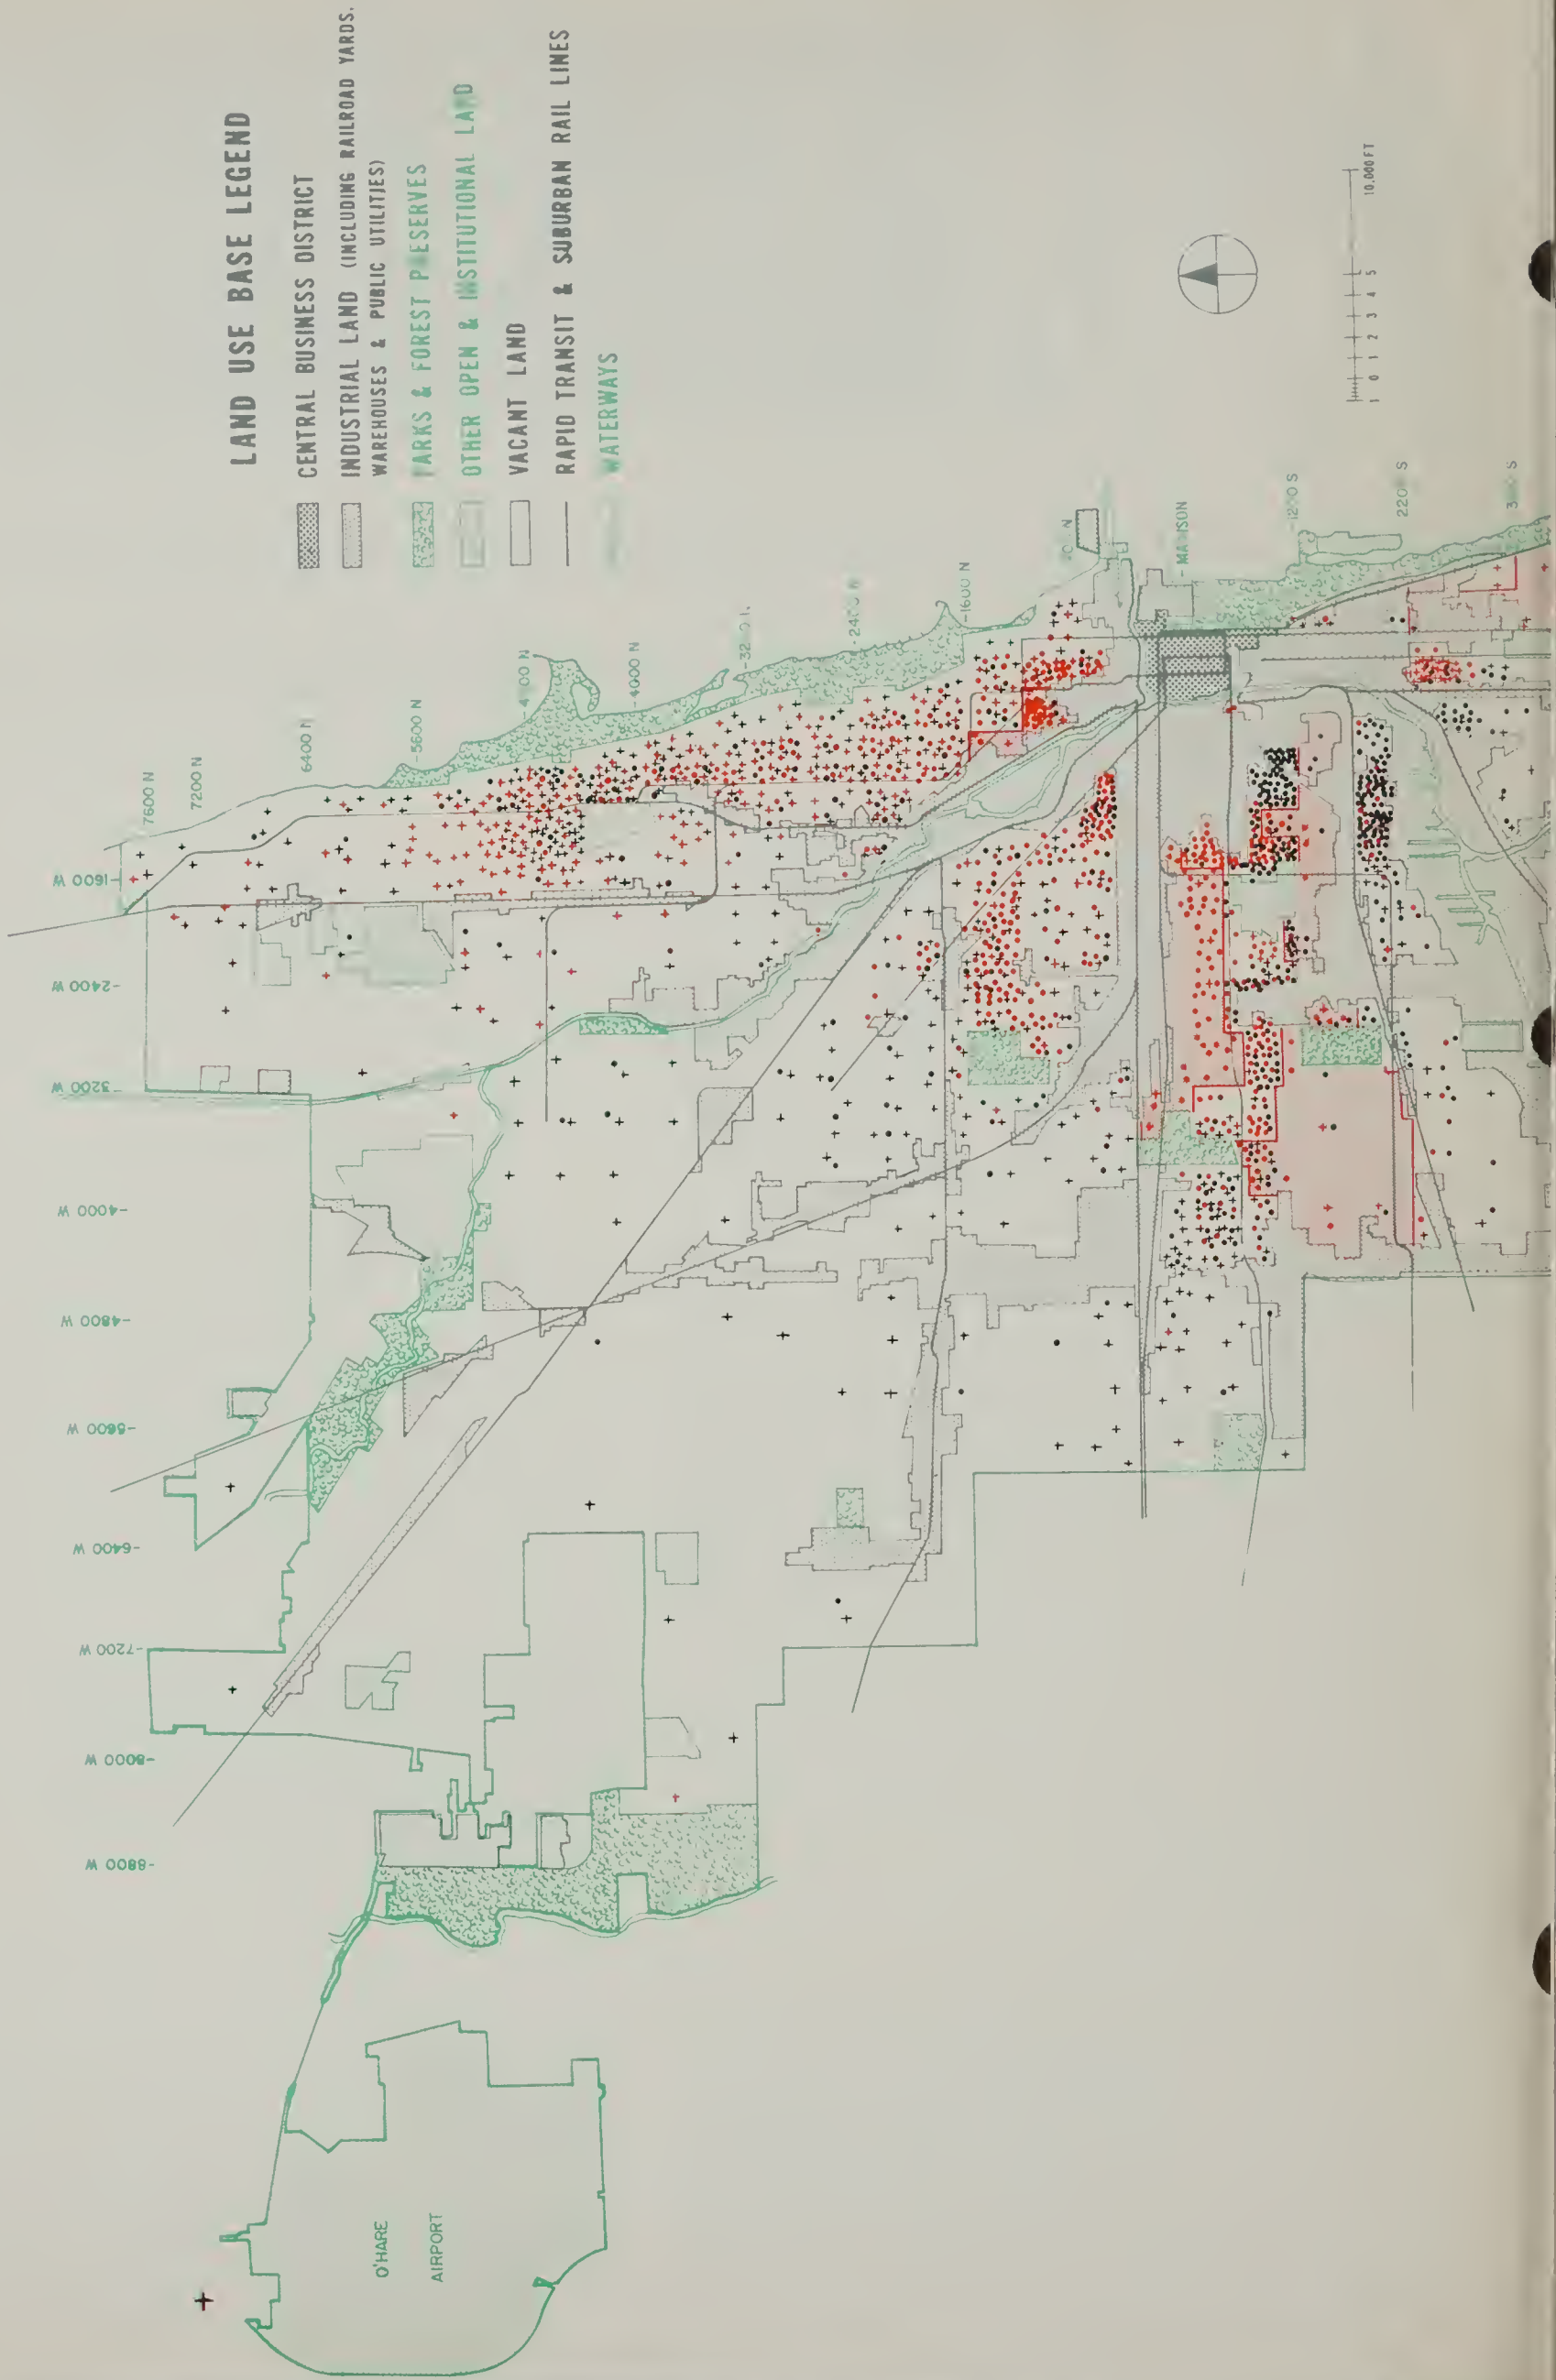 LAND USE BASE LEGEND
CENTRAL BUSINESS DISTRICT
INDUSTRIAL LAND (INCLUDING RAILROAD YARDS,
WAREHOUSES & PUBLIC UTILITIES)
PARKS & FOREST PRESERVES
OTHER OPEN & INSTITUTIONAL LAND
VACANT LAND
RAPID TRANSIT & SUBURBAN RAIL LINES
WATERWAYS
7600 N
7200 N
6400 N
-5600 N
-4000 N
-2400 N
-1600 N
-MADISON
-1200 S
2200 S
-1600 W
-2400 W
-3200 W
-4000 W
-4800 W
-5600 W
-6400 W
-7200 W
-8000 W
-8800 W
O'HARE
AIRPORT
1 0 1 2 3 4 5
10,000 FT